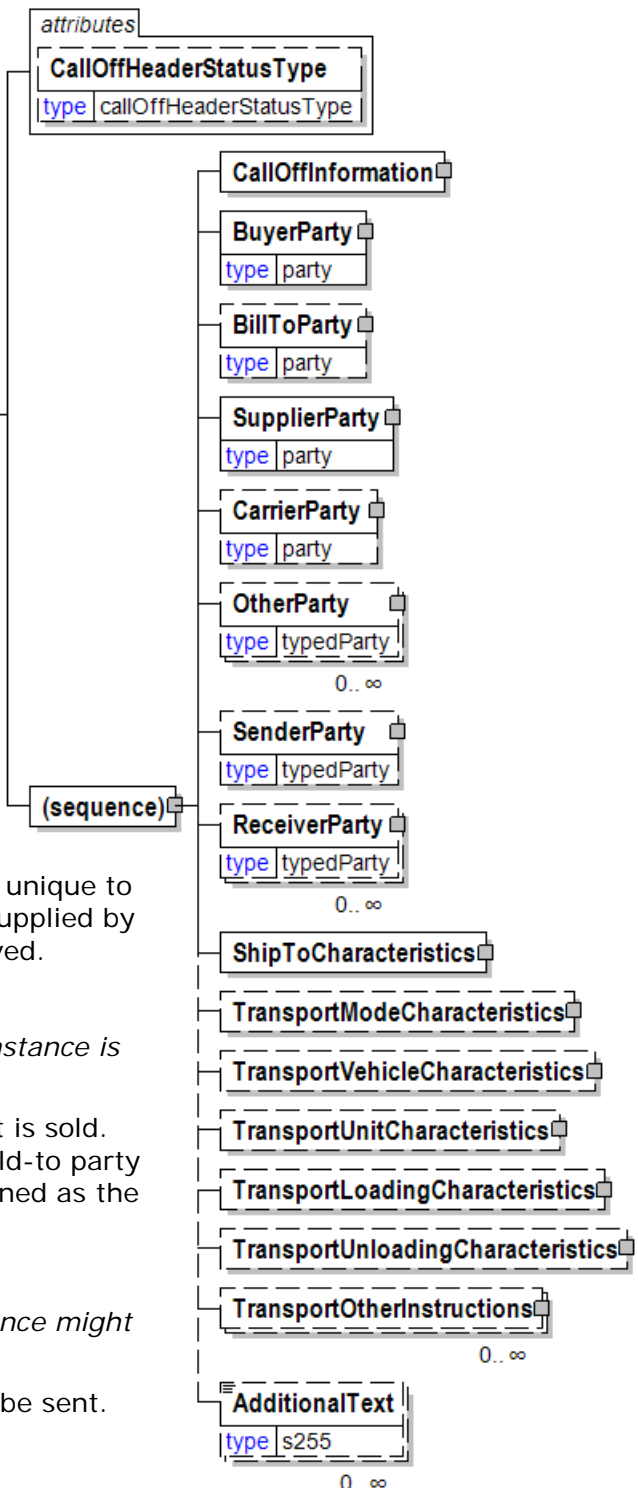 attributes
CallOffHeaderStatusType
type callOffHeaderStatusType
CallOffInformation
BuyerParty
type party
BillToParty
type party
SupplierParty
type party
CarrierParty
type party
OtherParty
type typedParty
0.. ∞
SenderParty
type typedParty
(sequence)
ReceiverParty
type typedParty
0.. ∞
ShipToCharacteristics
TransportModeCharacteristics
TransportVehicleCharacteristics
TransportUnitCharacteristics
TransportLoadingCharacteristics
TransportUnloadingCharacteristics
TransportOtherInstructions
0.. ∞
AdditionalText
type s255
0.. ∞
unique to
upplied by
ved.
nstance is
t is sold.
ld-to party
ned as the
nce might
be sent.